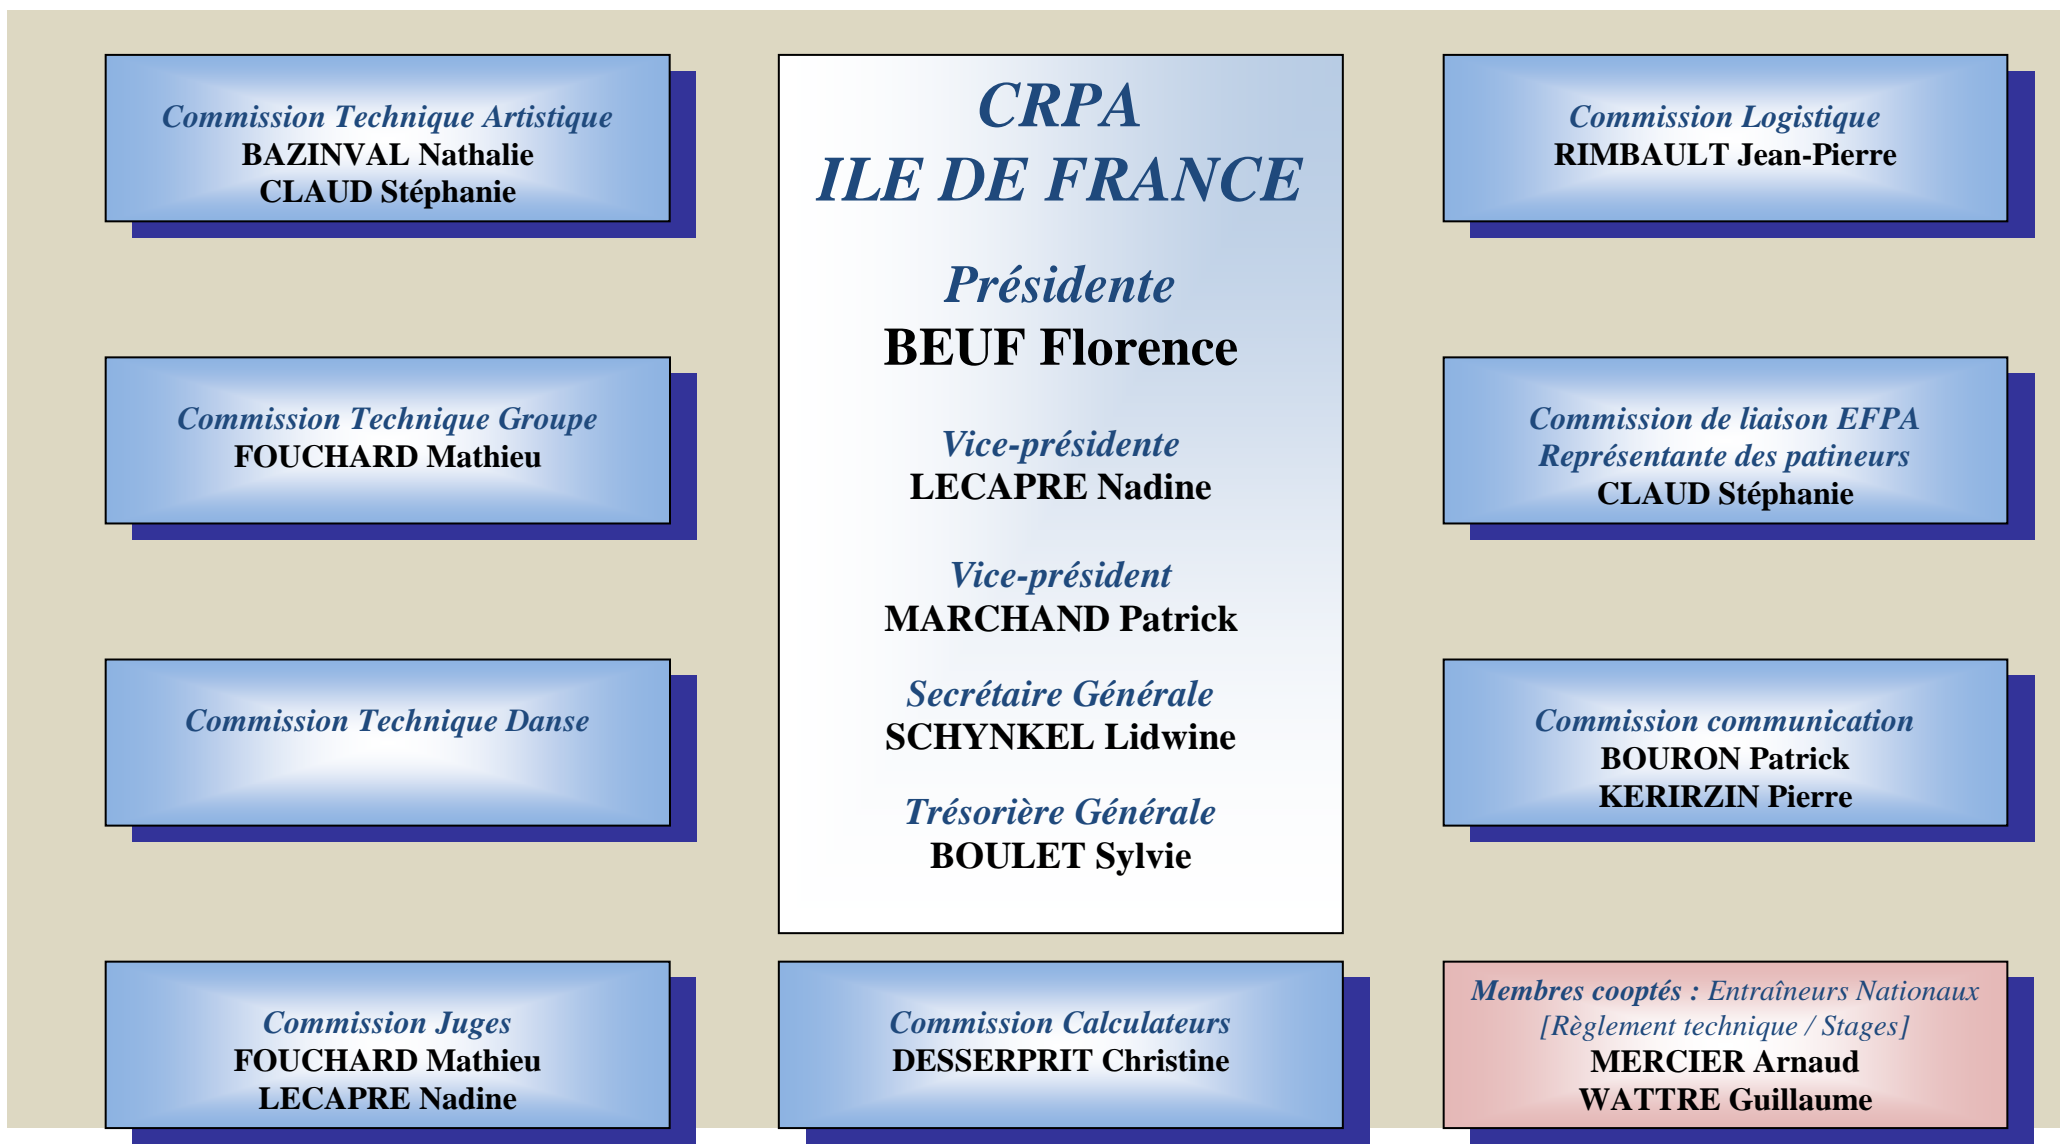 Commission Technique Artistique
BAZINVAL Nathalie
CLAUD Stéphanie
Commission Technique Groupe
FOUCHARD Mathieu
Commission Technique Danse
Commission Juges
FOUCHARD Mathieu
LECAPRE Nadine
CRPA
ILE DE FRANCE
Présidente
BEUF Florence
Vice-présidente
LECAPRE Nadine
Vice-président
MARCHAND Patrick
Secrétaire Générale
SCHYNKEL Lidwine
Trésorière Générale
BOULET Sylvie
Commission Calculateurs
DESSERPRIT Christine
Commission Logistique
RIMBAULT Jean-Pierre
Commission de liaison EFPA
Représentante des patineurs
CLAUD Stéphanie
Commission communication
BOURON Patrick
KERIRZIN Pierre
Membres cooptés : Entraîneurs Nationaux
[Règlement technique / Stages]
MERCIER Arnaud
WATTRE Guillaume